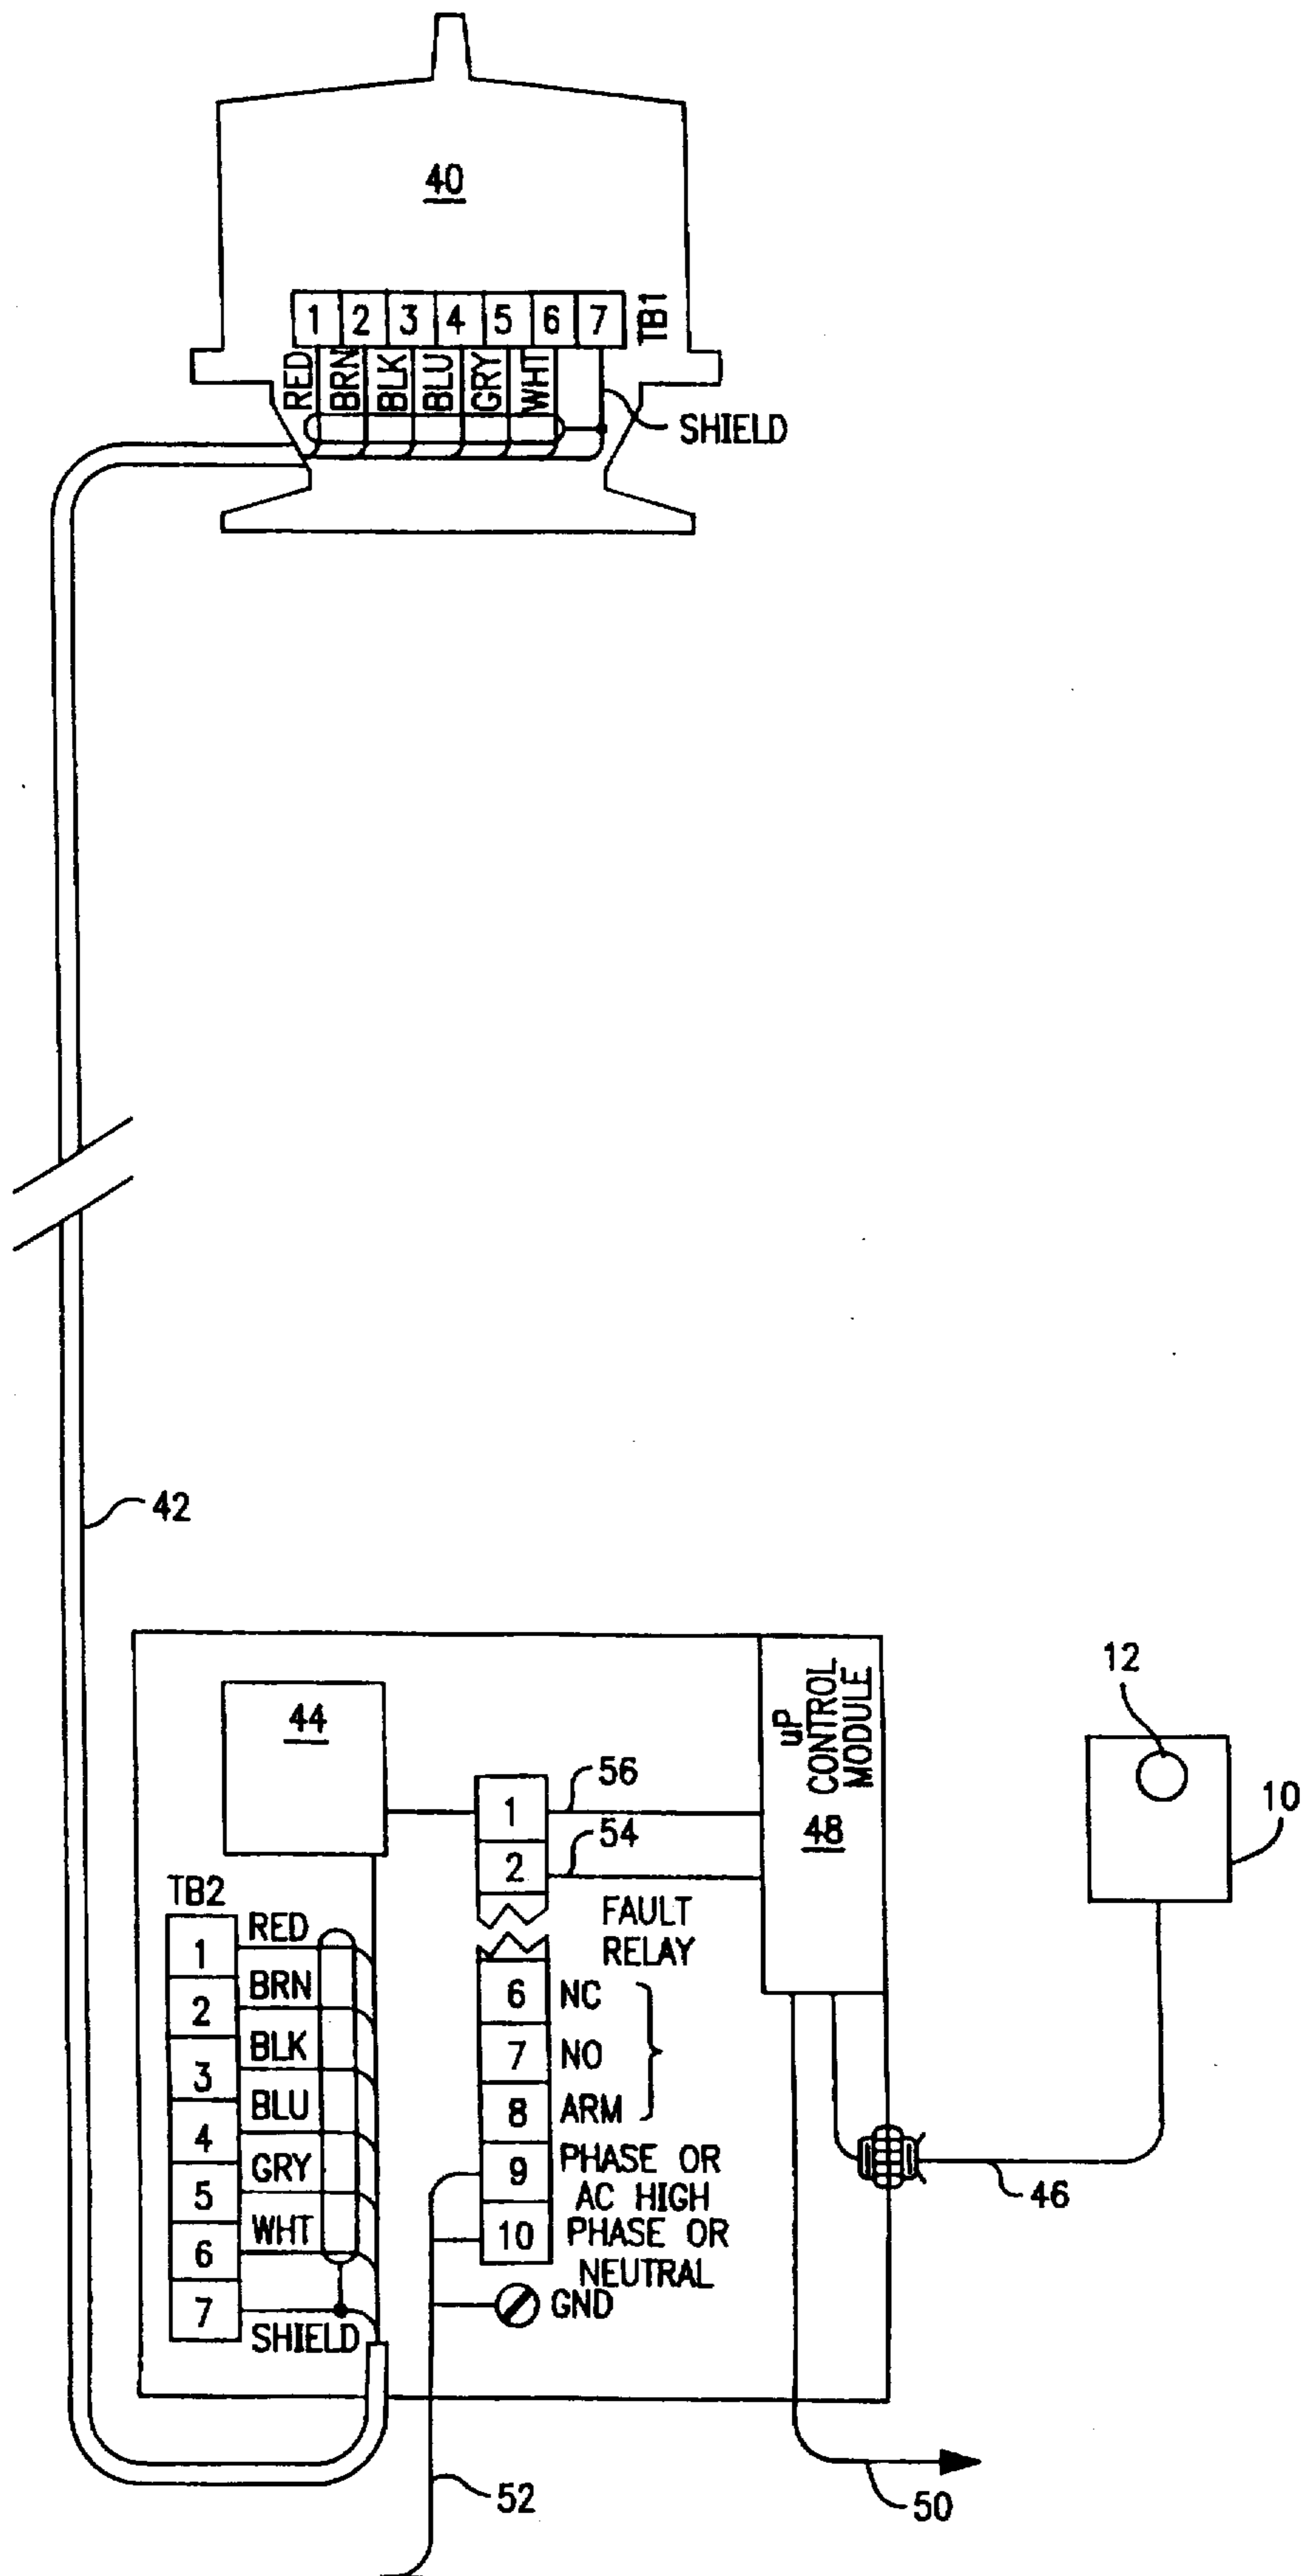 40
1 2 3 4 5 6 7 TB1
RED BRN BLK BLU GRY WHT
SHIELD
42
44
uP
CONTROL
MODULE
48
12
10
56
1
54
2
FAULT
RELAY
TB2
1 RED
2 BRN
3 BLK
4 BLU
5 GRY
6 WHT
7
SHIELD
6 NC
7 NO
8 ARM
9 PHASE OR
AC HIGH
10 PHASE OR
NEUTRAL
GND
46
52
50